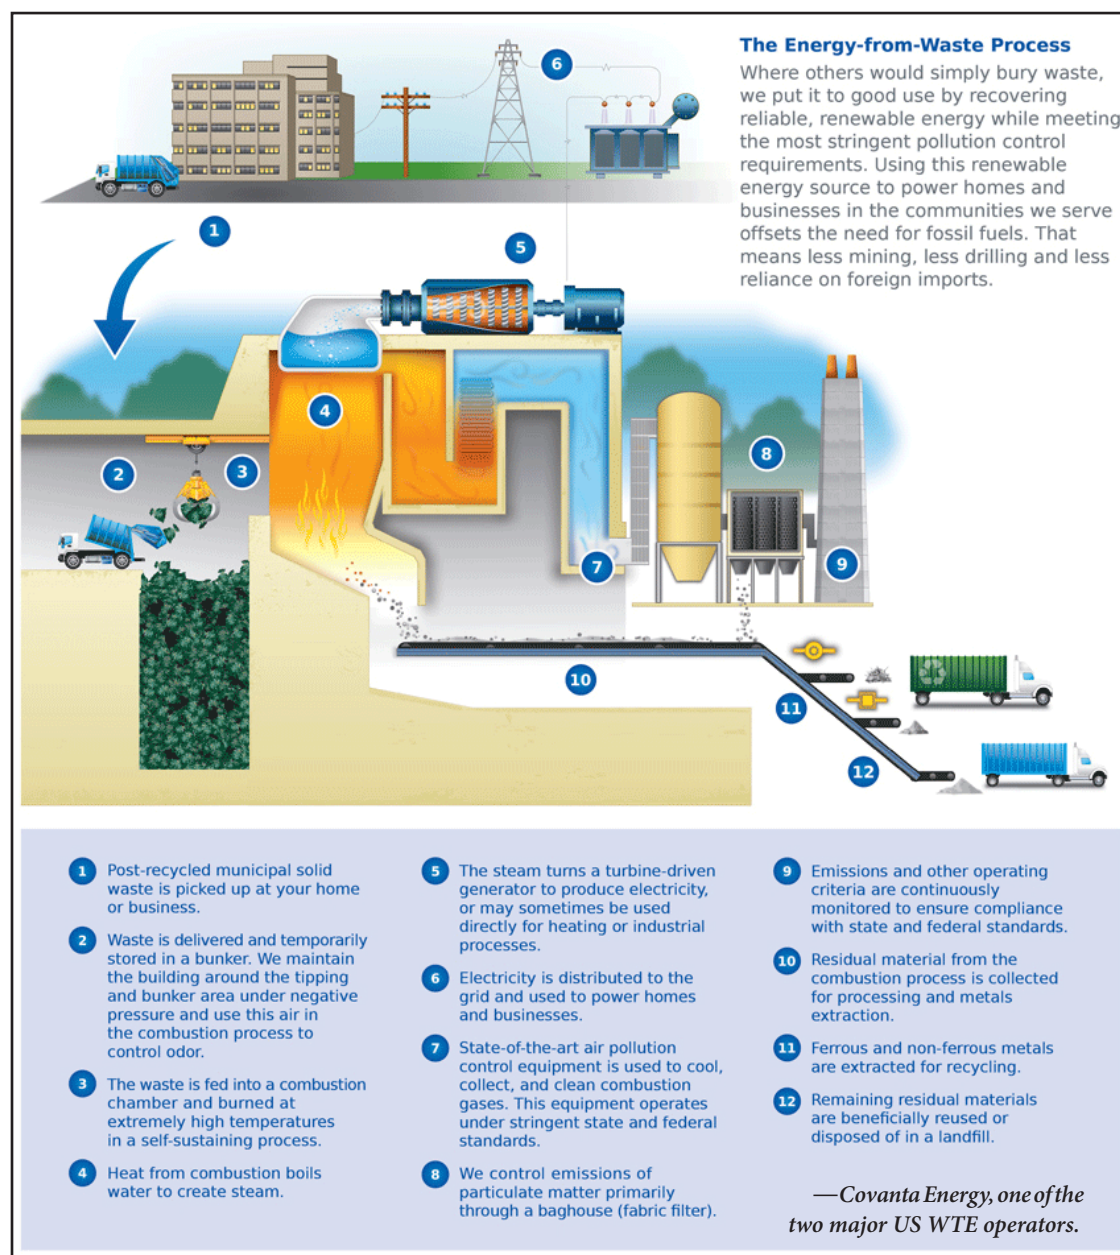 The Energy-from-Waste Process
Where others would simply bury waste,
we put it to good use by recovering
reliable, renewable energy while meeting
the most stringent pollution control
requirements. Using this renewable
energy source to power homes and
businesses in the communities we serve
offsets the need for fossil fuels. That
means less mining, less drilling and less
reliance on foreign imports.
6
1
5
4
2
3
8
7
9
10
11
12
1 Post-recycled municipal solid
waste is picked up at your home
or business.
2 Waste is delivered and temporarily
stored in a bunker. We maintain
the building around the tipping
and bunker area under negative
pressure and use this air in
the combustion process to
control odor.
3 The waste is fed into a combustion
chamber and burned at
extremely high temperatures
in a self-sustaining process.
4 Heat from combustion boils
water to create steam.
5 The steam turns a turbine-driven
generator to produce electricity,
or may sometimes be used
directly for heating or industrial
processes.
6 Electricity is distributed to the
grid and used to power homes
and businesses.
7 State-of-the-art air pollution
control equipment is used to cool,
collect, and clean combustion
gases. This equipment operates
under stringent state and federal
standards.
8 We control emissions of
particulate matter primarily
through a baghouse (fabric filter).
9 Emissions and other operating
criteria are continuously
monitored to ensure compliance
with state and federal standards.
10 Residual material from the
combustion process is collected
for processing and metals
extraction.
11 Ferrous and non-ferrous metals
are extracted for recycling.
12 Remaining residual materials
are beneficially reused or
disposed of in a landfill.
—Covanta Energy, one of the
two major US WTE operators.